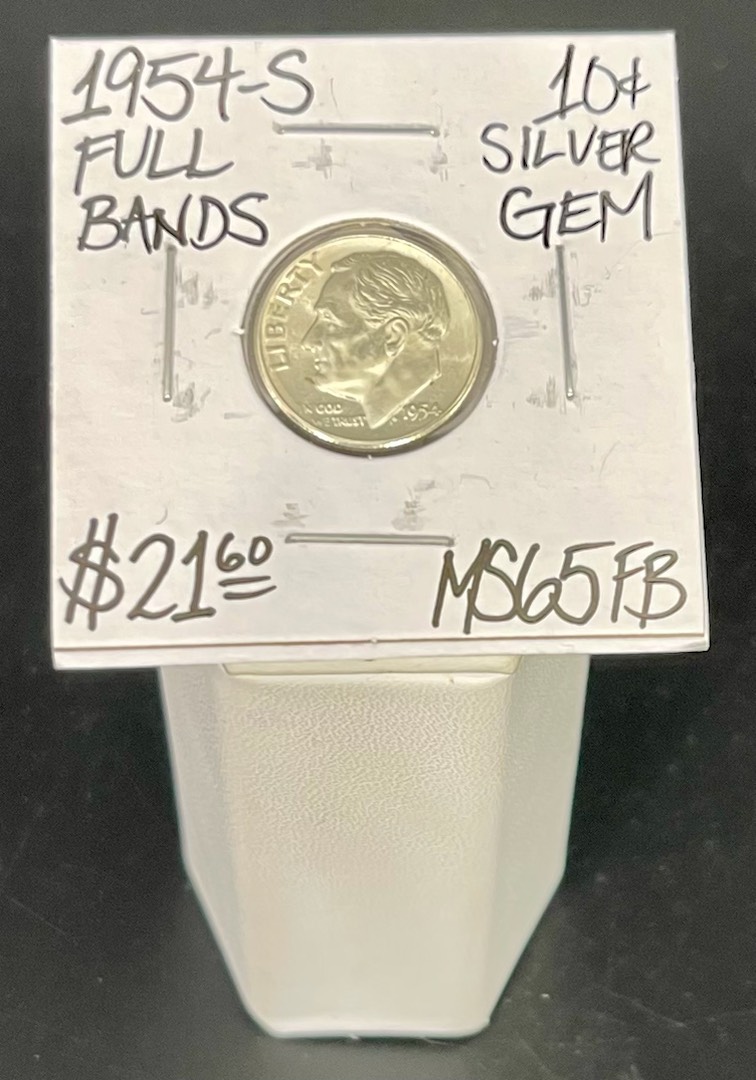 1954-S 10¢
FULL SILVER
BANDS GEM
LIBERTY
IN GOD
WE TRUST
1954
$21.60 MS65FB